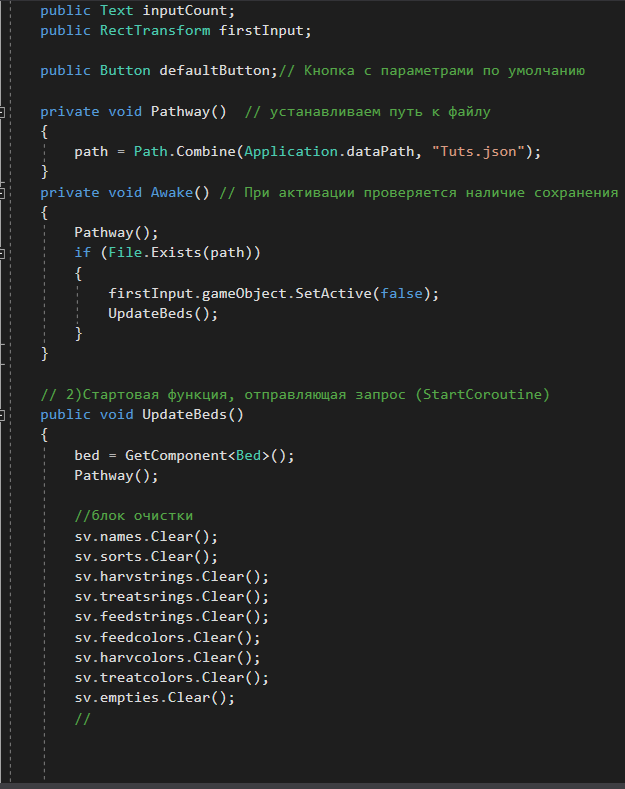 public Text inputCount;
public RectTransform firstInput;
public Button defaultButton;// Кнопка с параметрами по умолчанию
private void Pathway()  // устанавливаем путь к файлу
{
path = Path.Combine(Application.dataPath, "Tuts.json");
}
private void Awake() // При активации проверяется наличие сохранения
{
Pathway();
if (File.Exists(path))
{
firstInput.gameObject.SetActive(false);
UpdateBeds();
}
}
// 2)Стартовая функция, отправляющая запрос (StartCoroutine)
public void UpdateBeds()
{
bed = GetComponent<Bed>();
Pathway();
//блок очистки
sv.names.Clear();
sv.sorts.Clear();
sv.harvstrings.Clear();
sv.treatsrings.Clear();
sv.feedstrings.Clear();
sv.feedcolors.Clear();
sv.harvcolors.Clear();
sv.treatcolors.Clear();
sv.empties.Clear();
//